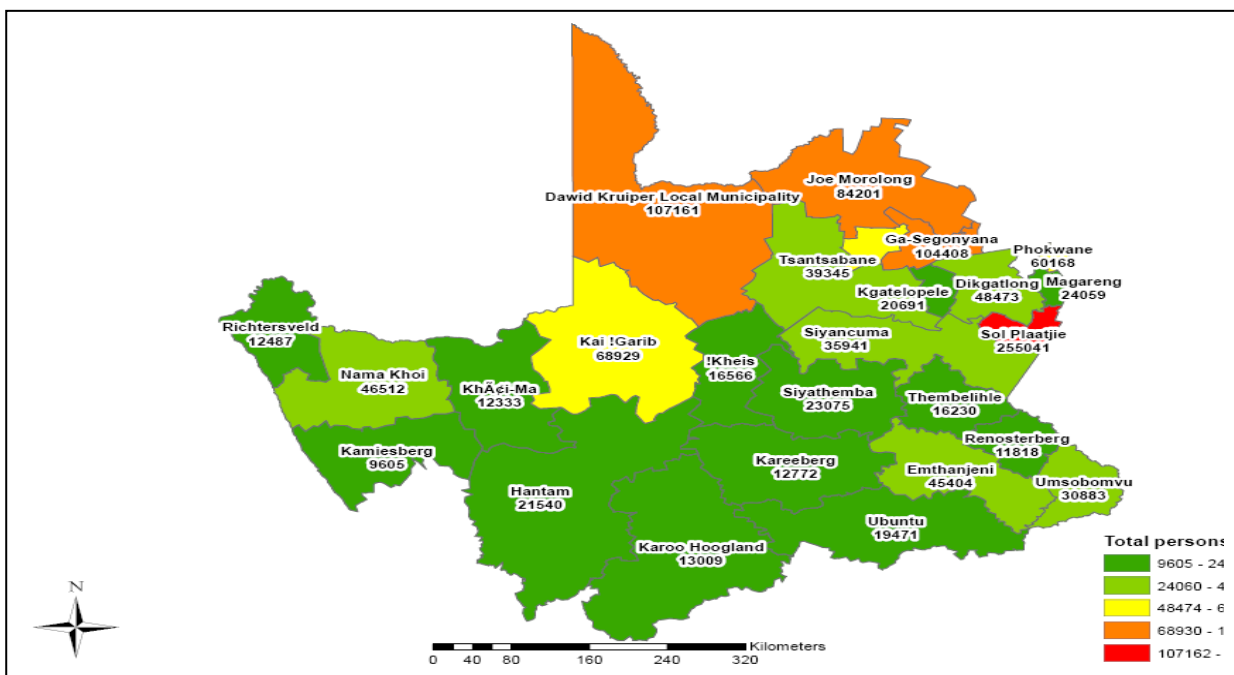 Joe Morolong
84201
Dawid Kruiper Local Municipality
107161
Ga-Segonyana
104408
Phokwane
60168
Tsantsabane
39345
Kgatelopele
20691
Dikgatlong
48473
Magareng
24059
Richtersveld
12487
Kai !Garib
68929
!Kheis
16566
Siyancuma
35941
Sol Plaatjie
255041
Nama Khoi
46512
KhÃ¢i-Ma
12333
Siyathemba
23075
Thembelihle
16230
Kamiesberg
9605
Kareeberg
12772
Renosterberg
11818
Emthanjeni
45404
Umsobomvu
30883
Hantam
21540
Ubuntu
19471
Karoo Hoogland
13009
Total persons
9605 - 24
24060 - 4
48474 - 6
68930 - 1
107162 -
N
Kilometers
0 40 80 160 240 320